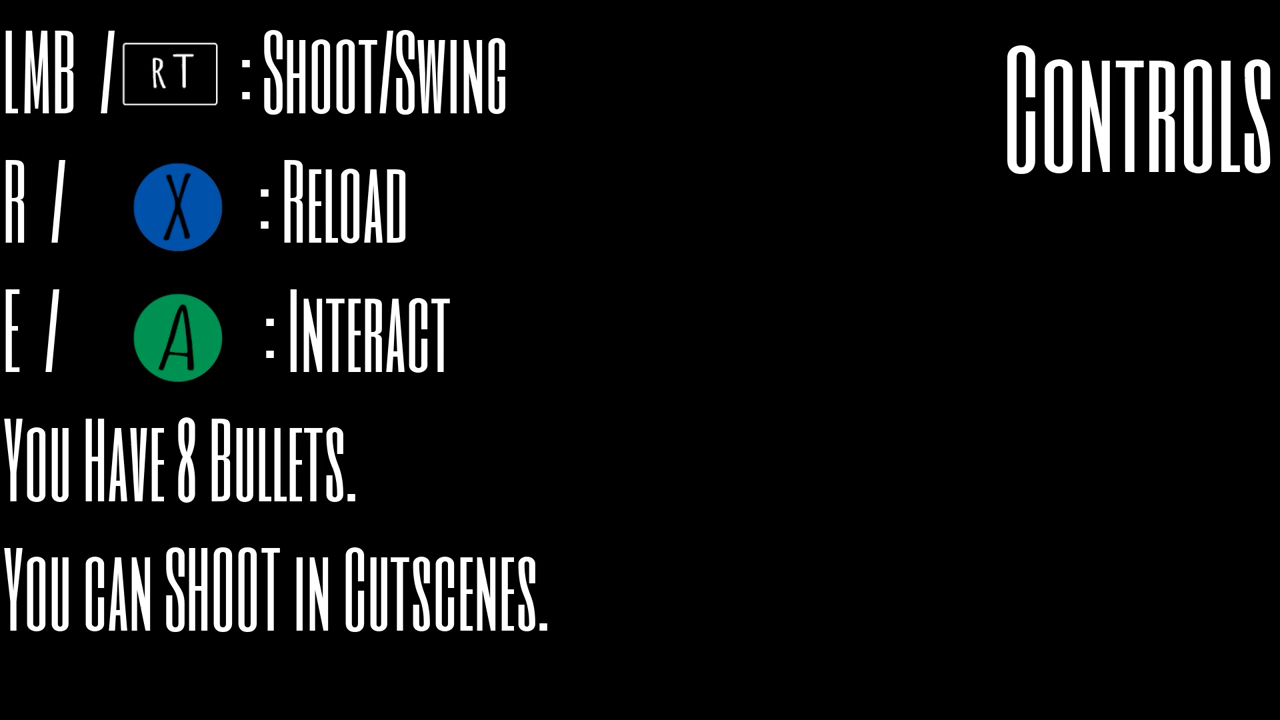 Controls
LMB / RT : Shoot/Swing
R / X : Reload
E / A : Interact
You Have 8 Bullets.
You can SHOOT in Cutscenes.